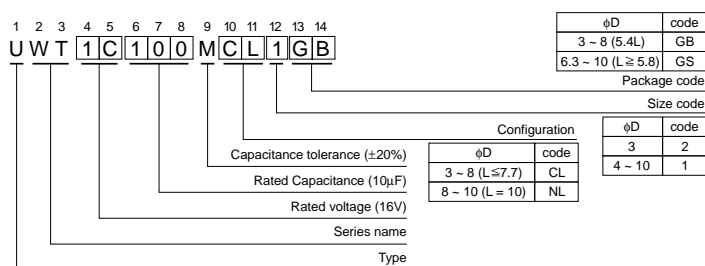 1 2 3 4 5 6 7 8 9 10 11 12 13 14
U W T 1 C 1 0 0 M C L 1 G B
ϕD code
3 ~ 8 (5.4L) GB
6.3 ~ 10 (L ≧ 5.8) GS
Package code
Size code
ϕD code
3 2
4 ~ 10 1
Configuration
ϕD code
3 ~ 8 (L≦7.7) CL
8 ~ 10 (L = 10) NL
Capacitance tolerance (±20%)
Rated Capacitance (10μF)
Rated voltage (16V)
Series name
Type